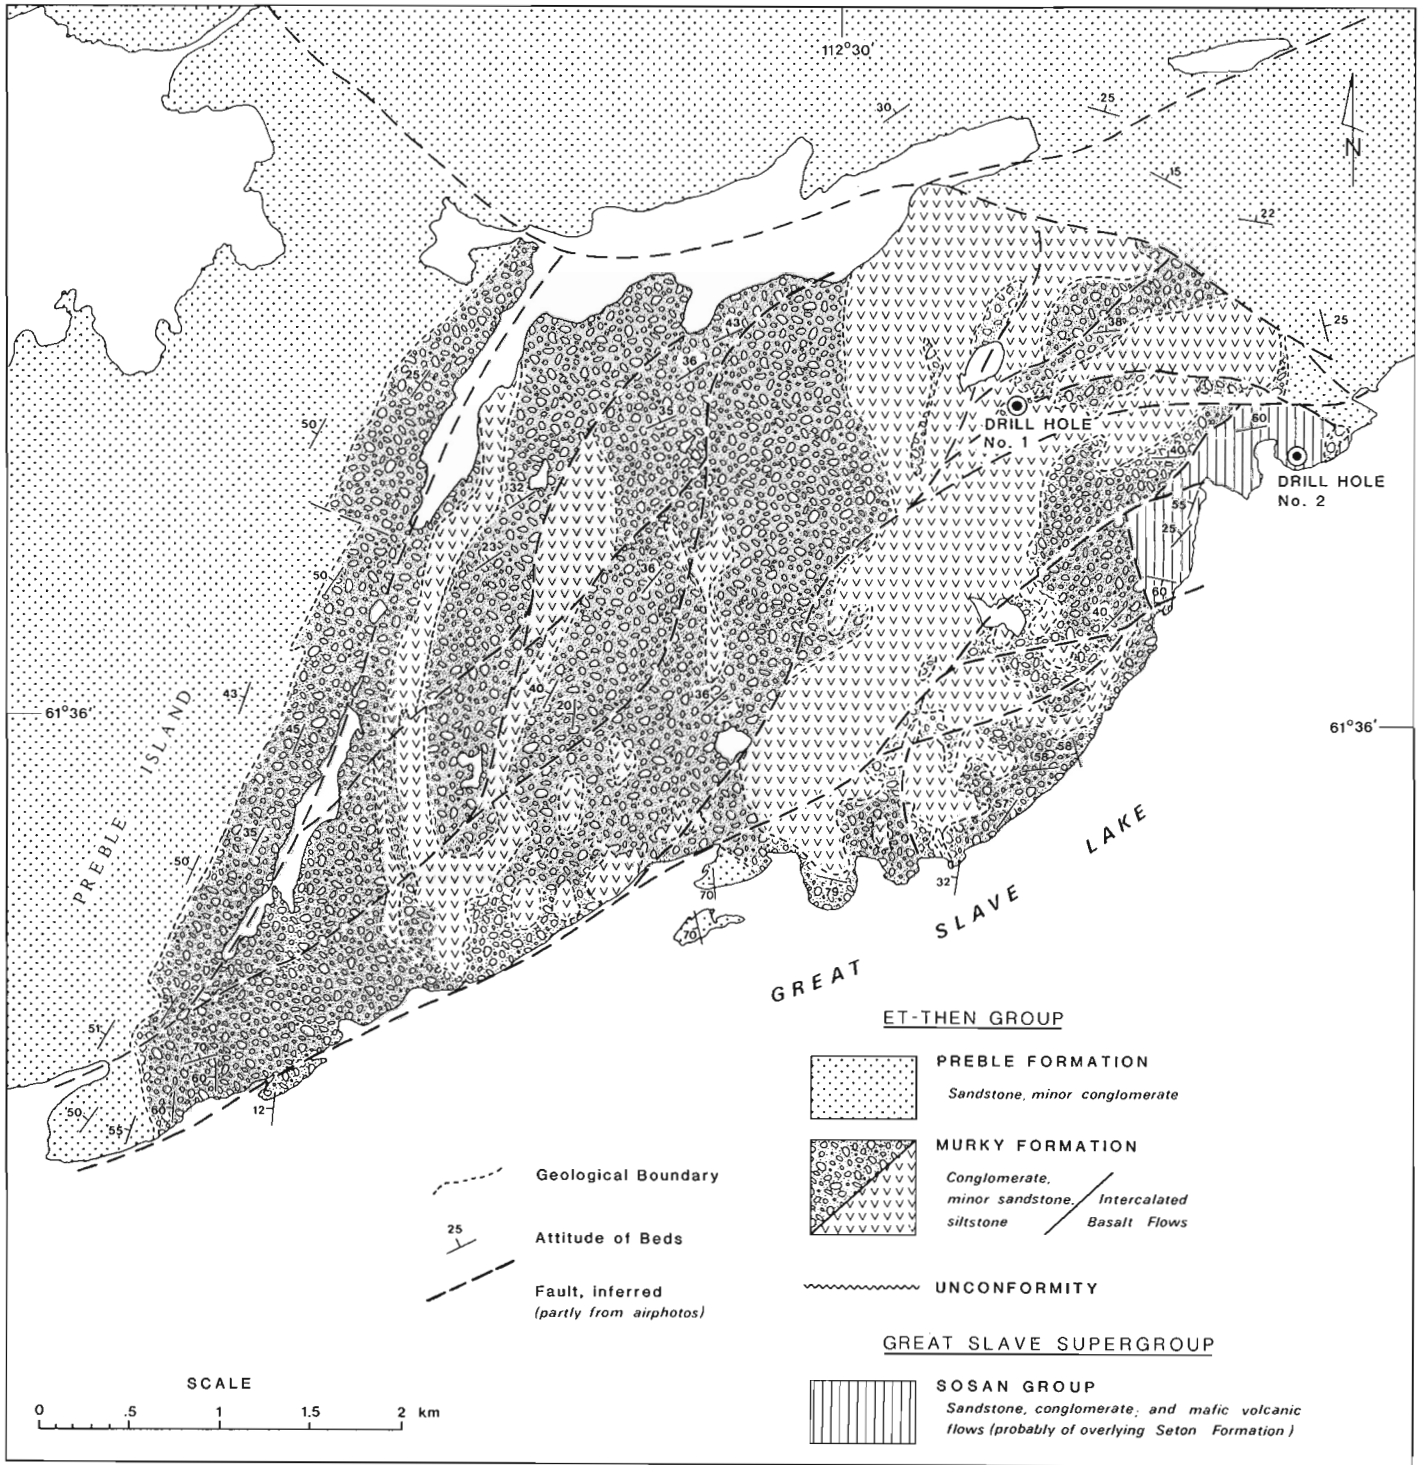 112°30'
30
25
N
15
22
25
43
38
36
25
35
60
50
DRILL HOLE
No. 1
40
DRILL HOLE
No. 2
32
55
25
23
50
36
60
40
PREBLE ISLAND
43
40
36
61°36'
20
61°36'
45
58
58
57
35
50
LAKE
32
70
79
SLAVE
70
GREAT
51
70
60
60
12
50
55
ET-THEN GROUP
PREBLE FORMATION
Sandstone, minor conglomerate
MURKY FORMATION
Conglomerate,
minor sandstone, Intercalated
siltstone Basalt Flows
Geological Boundary
25
Attitude of Beds
Fault, inferred
(partly from airphotos)
UNCONFORMITY
GREAT SLAVE SUPERGROUP
SOSAN GROUP
Sandstone, conglomerate; and mafic volcanic
flows (probably of overlying Seton Formation)
SCALE
0 .5 1 1.5 2 km